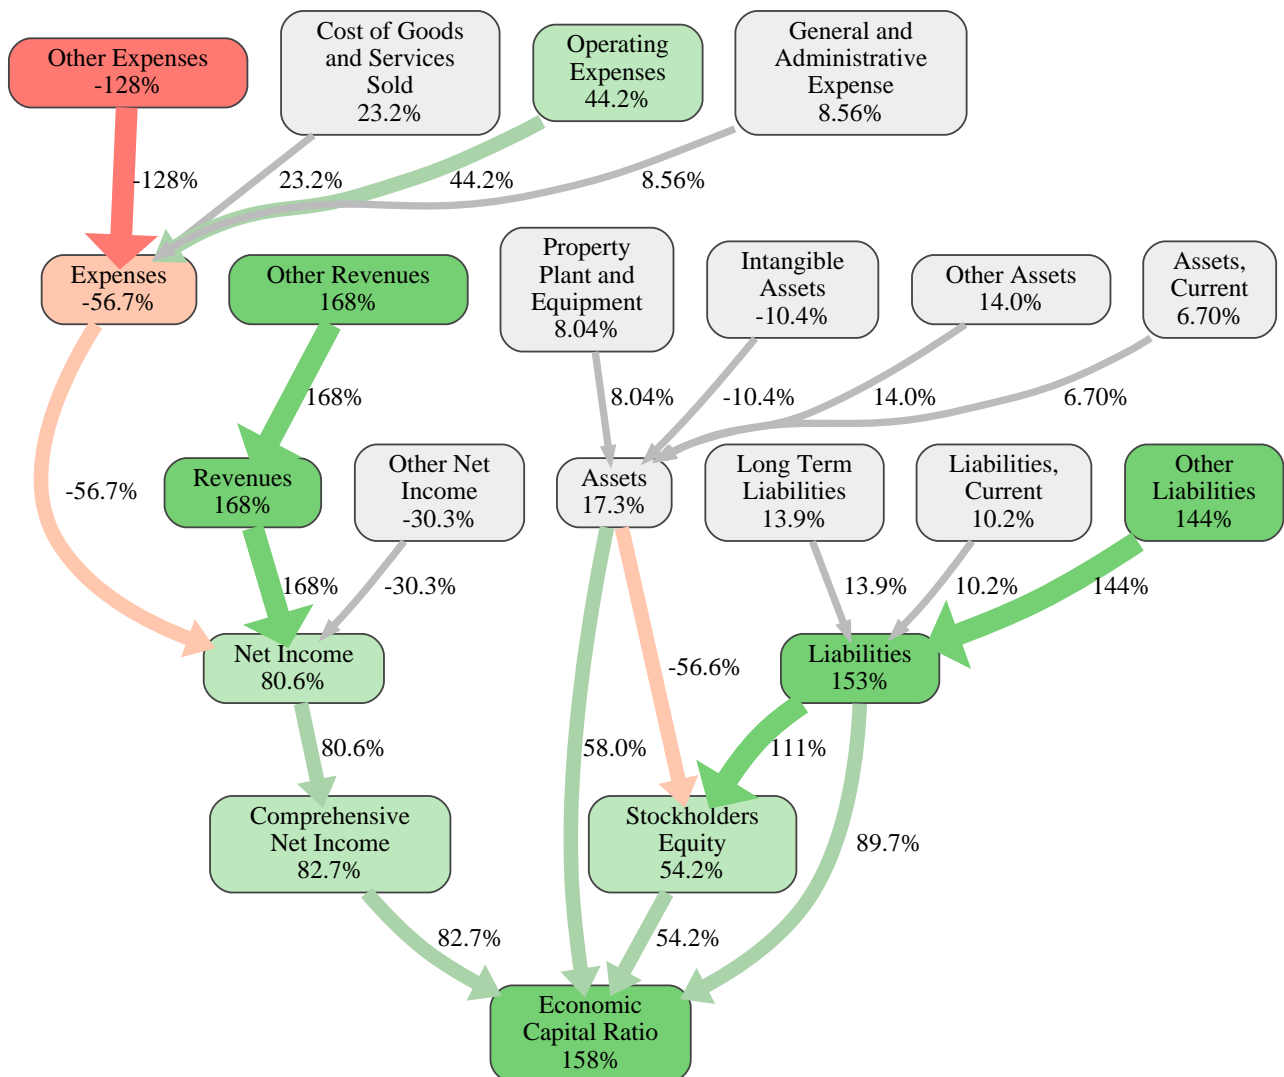 Other Expenses
-128%
Cost of Goods
and Services
Sold
23.2%
Operating
Expenses
44.2%
General and
Administrative
Expense
8.56%
-128%
23.2%
44.2%
8.56%
Expenses
-56.7%
Other Revenues
168%
Property
Plant and
Equipment
8.04%
Intangible
Assets
-10.4%
Other Assets
14.0%
Assets,
Current
6.70%
168%
8.04%
-10.4%
14.0%
6.70%
-56.7%
Revenues
168%
Other Net
Income
-30.3%
Assets
17.3%
Long Term
Liabilities
13.9%
Liabilities,
Current
10.2%
Other
Liabilities
144%
168%
-30.3%
13.9%
10.2%
144%
Net Income
80.6%
-56.6%
Liabilities
153%
80.6%
58.0%
111%
Comprehensive
Net Income
82.7%
Stockholders
Equity
54.2%
89.7%
82.7%
54.2%
Economic
Capital Ratio
158%